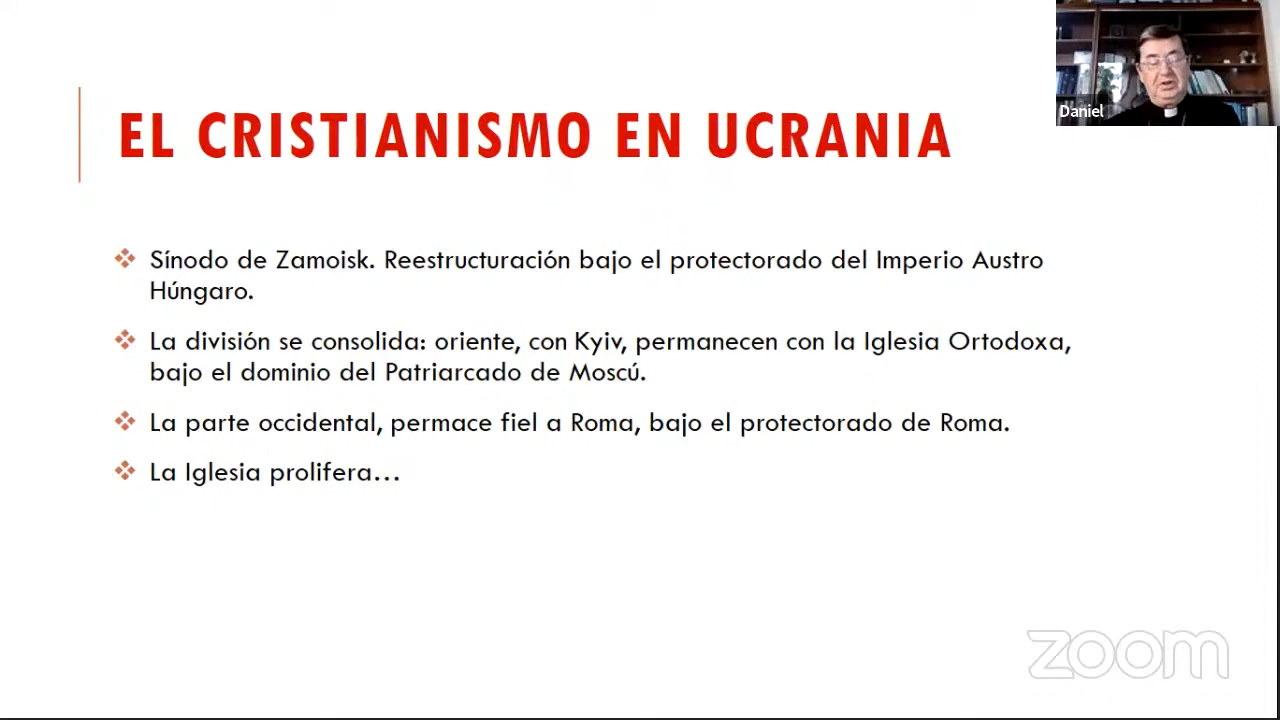 Daniel
EL CRISTIANISMO EN UCRANIA
Sínodo de Zamoisk. Reestructuración bajo el protectorado del Imperio Austro
Húngaro.
La división se consolida: oriente, con Kyiv, permanecen con la Iglesia Ortodoxa,
bajo el dominio del Patriarcado de Moscú.
La parte occidental, permace fiel a Roma, bajo el protectorado de Roma.
La Iglesia prolifera...
zoom